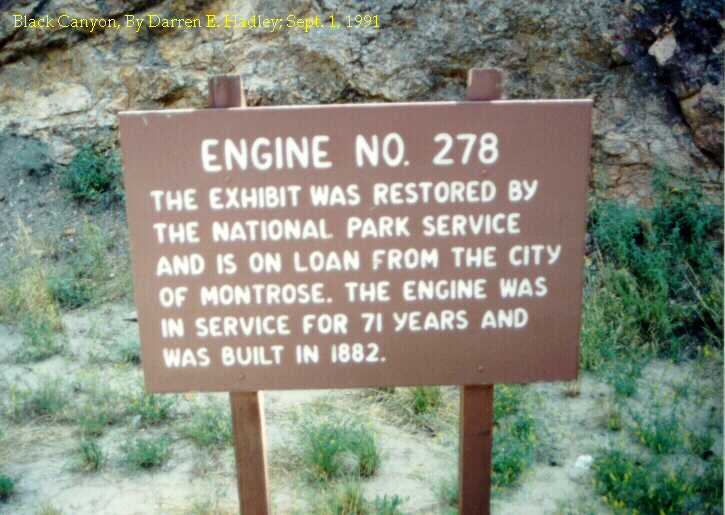 Black Canyon, By Darren E. Hadley; Sept. 1, 1991
ENGINE NO. 278
THE EXHIBIT WAS RESTORED BY
THE NATIONAL PARK SERVICE
AND IS ON LOAN FROM THE CITY
OF MONTROSE. THE ENGINE WAS
IN SERVICE FOR 71 YEARS AND
WAS BUILT IN 1882.